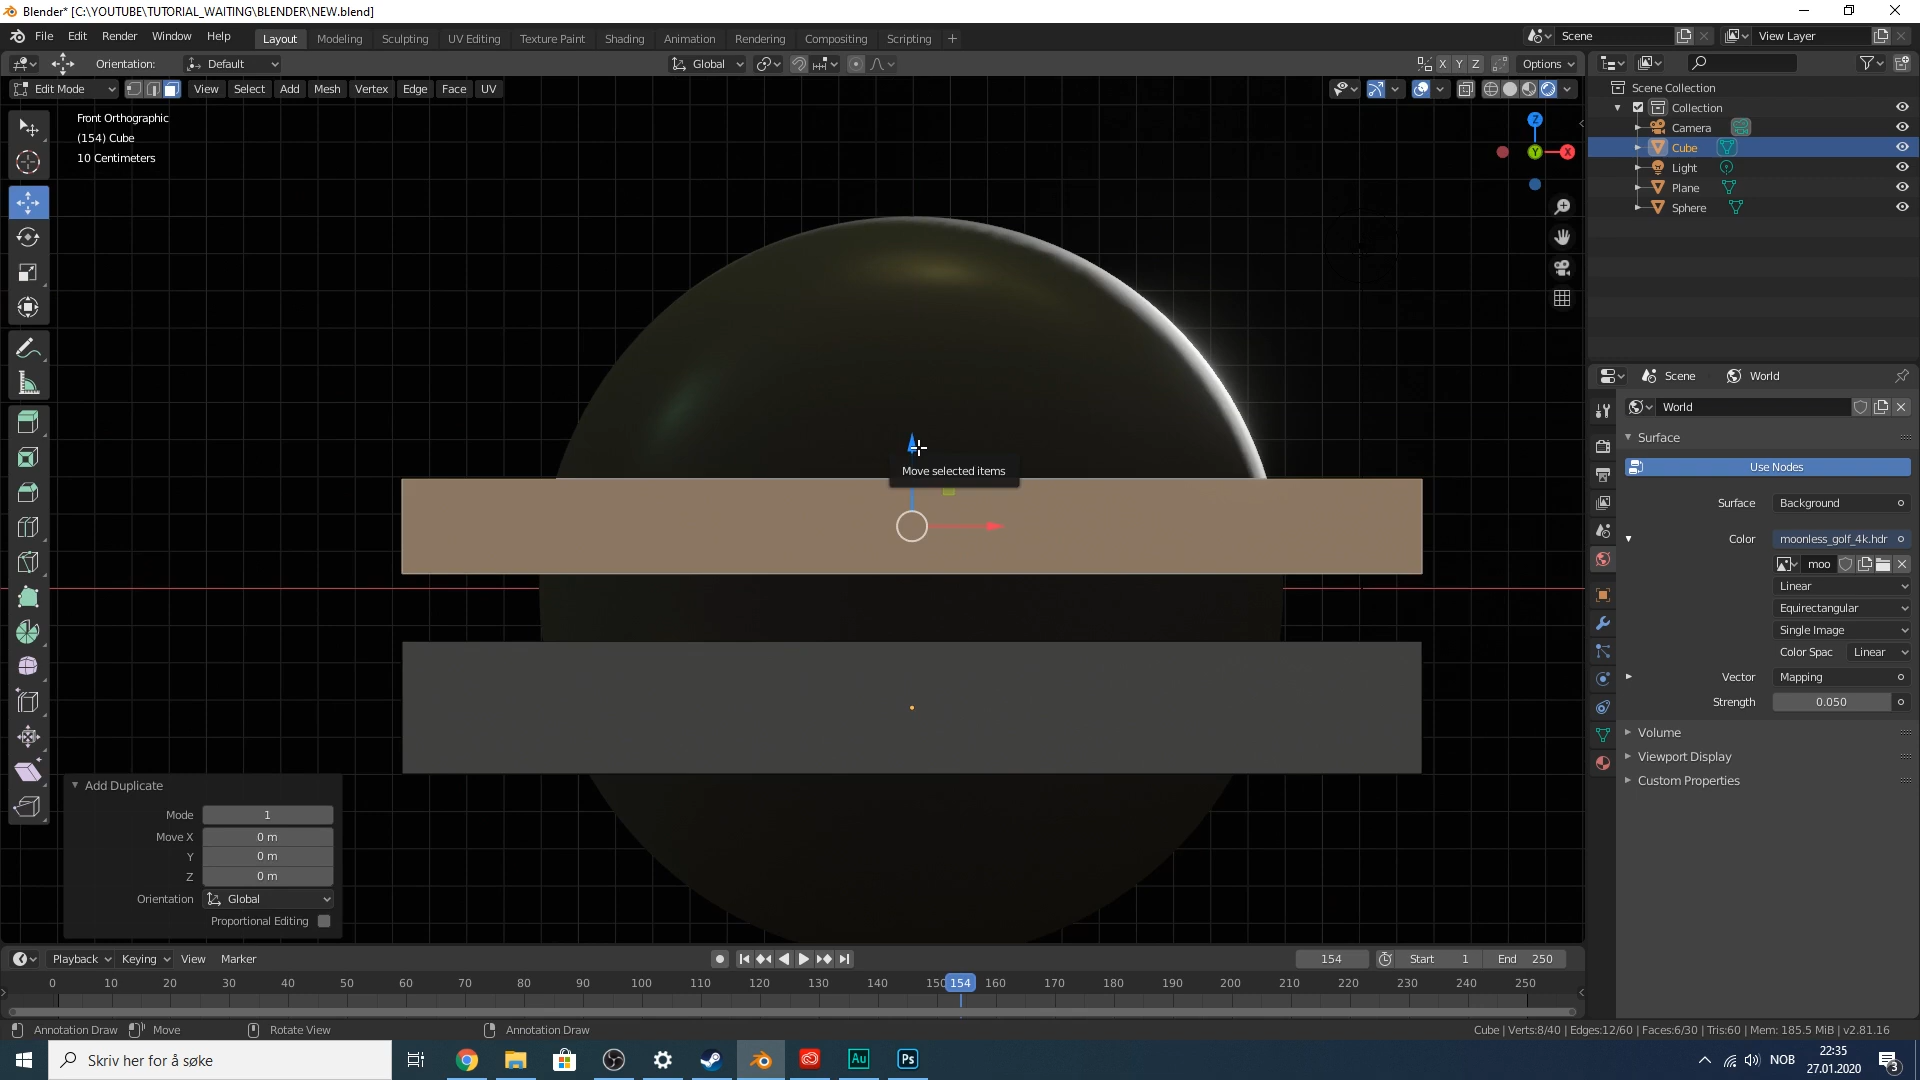 Blender* [C:\YOUTUBE\TUTORIAL_WAITING\BLENDER\NEW.blend]
File Edit Render Window Help Layout Modeling Sculpting UV Editing Texture Paint Shading Animation Rendering Compositing Scripting + Scene View Layer
Orientation: Default Global X Y Z Options
Edit Mode View Select Add Mesh Vertex Edge Face UV
Front Orthographic
(154) Cube
10 Centimeters
Z
Y
X
Scene Collection
Collection
Camera
Cube
Light
Plane
Sphere
Move selected items
Scene World
World
Surface
Use Nodes
Surface Background
Color moonless_golf_4k.hdr
moo
Linear
Equirectangular
Single Image
Color Spac Linear
Vector Mapping
Strength 0.050
Volume
Viewport Display
Custom Properties
Add Duplicate
Mode 1
Move X 0 m
Y 0 m
Z 0 m
Orientation Global
Proportional Editing
Playback Keying View Marker 154 Start 1 End 250
0 10 20 30 40 50 60 70 80 90 100 110 120 130 140 150 154 160 170 180 190 200 210 220 230 240 250
Annotation Draw Move Rotate View Annotation Draw Cube | Verts:8/40 | Edges:12/60 | Faces:6/30 | Tris:60 | Mem: 185.5 MiB | v2.81.16
Skriv her for å søke Au Ps NOB 22:35
27.01.2020 3